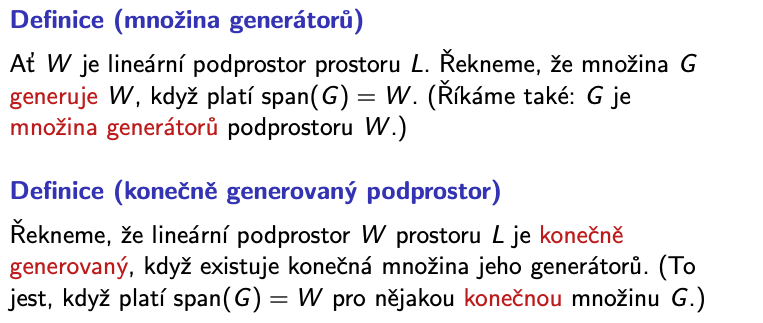 Definice (množina generátorů)
Ať W je lineární podprostor prostoru L. Řekneme, že množina G
generuje W, když platí span(G) = W. (Říkáme také: G je
množina generátorů podprostoru W.)
Definice (konečně generovaný podprostor)
Řekneme, že lineární podprostor W prostoru L je konečně
generovaný, když existuje konečná množina jeho generátorů. (To
jest, když platí span(G) = W pro nějakou konečnou množinu G.)